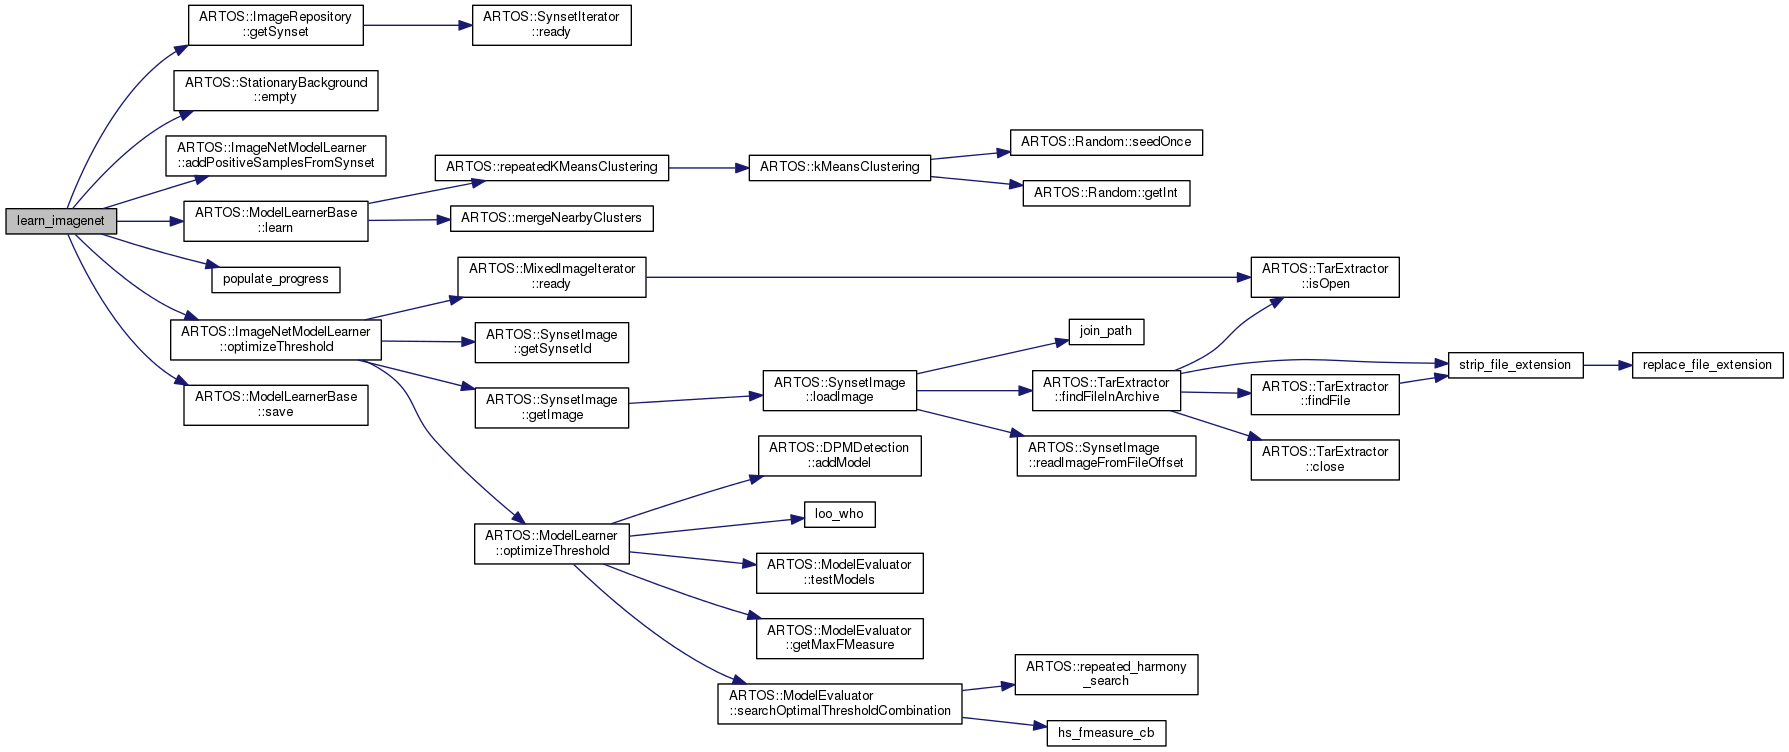 learn_imagenet
ARTOS::ImageRepository
::getSynset
ARTOS::SynsetIterator
::ready
ARTOS::StationaryBackground
::empty
ARTOS::ImageNetModelLearner
::addPositiveSamplesFromSynset
ARTOS::ModelLearnerBase
::learn
ARTOS::repeatedKMeansClustering
ARTOS::kMeansClustering
ARTOS::Random::seedOnce
ARTOS::Random::getInt
ARTOS::mergeNearbyClusters
populate_progress
ARTOS::ImageNetModelLearner
::optimizeThreshold
ARTOS::MixedImageIterator
::ready
ARTOS::TarExtractor
::isOpen
ARTOS::SynsetImage
::getSynsetId
ARTOS::SynsetImage
::getImage
ARTOS::SynsetImage
::loadImage
join_path
ARTOS::TarExtractor
::findFileInArchive
strip_file_extension
replace_file_extension
ARTOS::TarExtractor
::findFile
ARTOS::TarExtractor
::close
ARTOS::SynsetImage
::readImageFromFileOffset
ARTOS::ModelLearnerBase
::save
ARTOS::ModelLearner
::optimizeThreshold
ARTOS::DPMDetection
::addModel
loo_who
ARTOS::ModelEvaluator
::testModels
ARTOS::ModelEvaluator
::getMaxFMeasure
ARTOS::ModelEvaluator
::searchOptimalThresholdCombination
ARTOS::repeated_harmony
_search
hs_fmeasure_cb